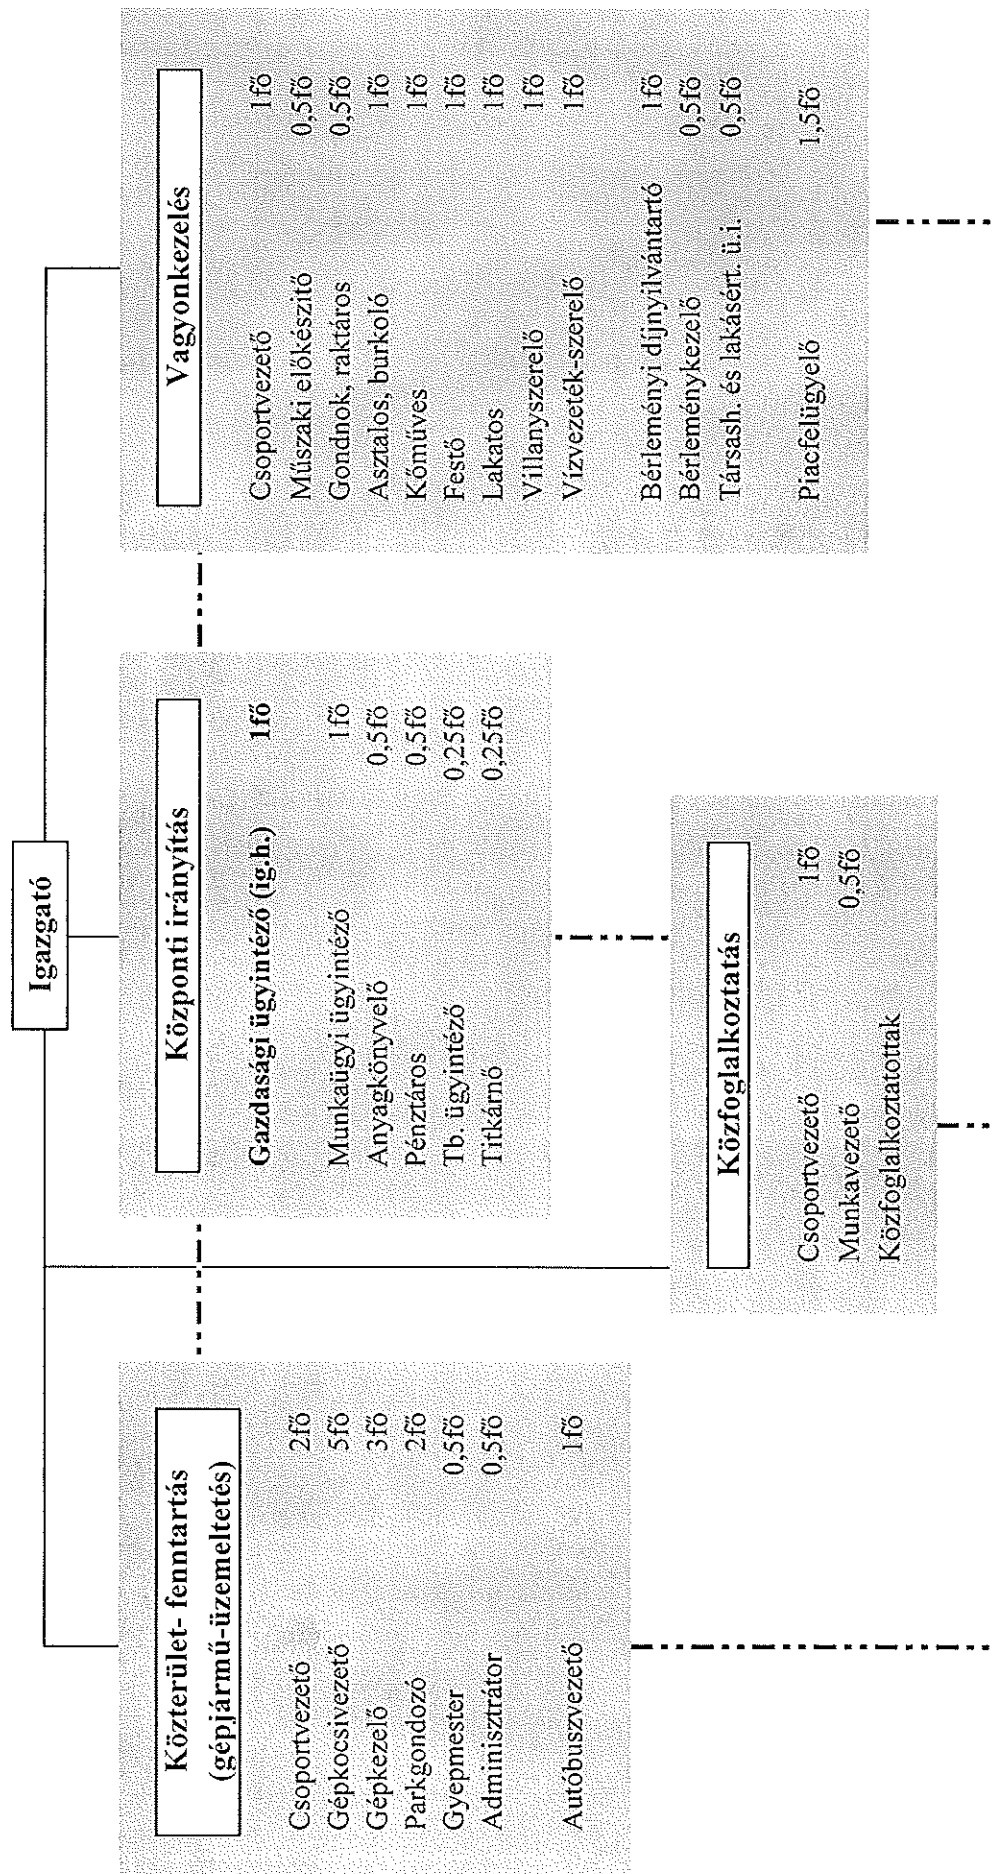 Igazgató
Közterület- fenntartás
(gépjármű-üzemeltetés)
Csoportvezető 2fő
Gépkocsivezető 5fő
Gépkezelő 3fő
Parkgondozó 2fő
Gyepmester 0,5fő
Adminisztrátor 0,5fő
Autóbuszvezető 1fő
Központi irányítás
Gazdasági ügyintéző (ig.h.) 1fő
Munkaügyi ügyintéző 1fő
Anyagkönyvelő 0,5fő
Pénztáros 0,5fő
Tb. ügyintéző 0,25fő
Titkárnő 0,25fő
Vagyonkezelés
Csoportvezető 1fő
Műszaki előkészítő 0,5fő
Gondnok, raktáros 0,5fő
Asztalos, burkoló 1fő
Kőműves 1fő
Festő 1fő
Lakatos 1fő
Villanyszerelő 1fő
Vízvezeték-szerelő 1fő
Bérleményi díjnyilvántartó 1fő
Bérleménykezelő 0,5fő
Társash. és lakásért. ü.i. 0,5fő
Piacfelügyelő 1,5fő
Közfoglalkoztatás
Csoportvezető 1fő
Munkavezető 0,5fő
Közfoglalkoztatottak